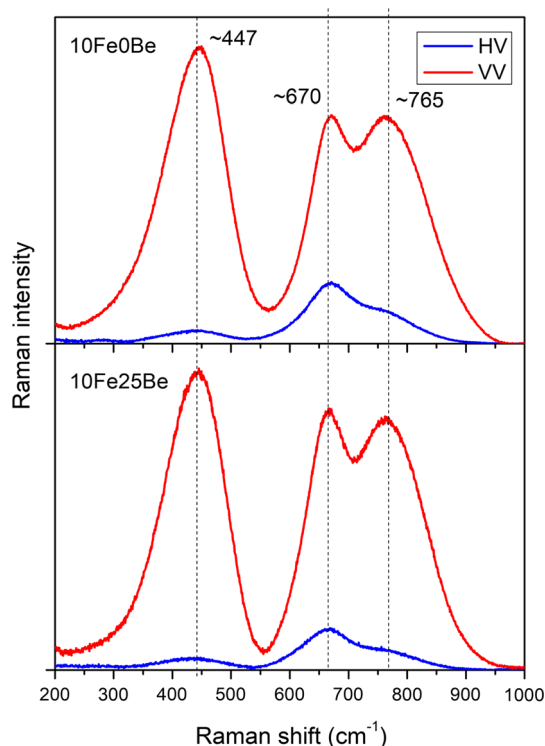 10Fe0Be
~447
~670
~765
HV
VV
10Fe25Be
Raman intensity
200 300 400 500 600 700 800 900 1000
Raman shift (cm⁻¹)